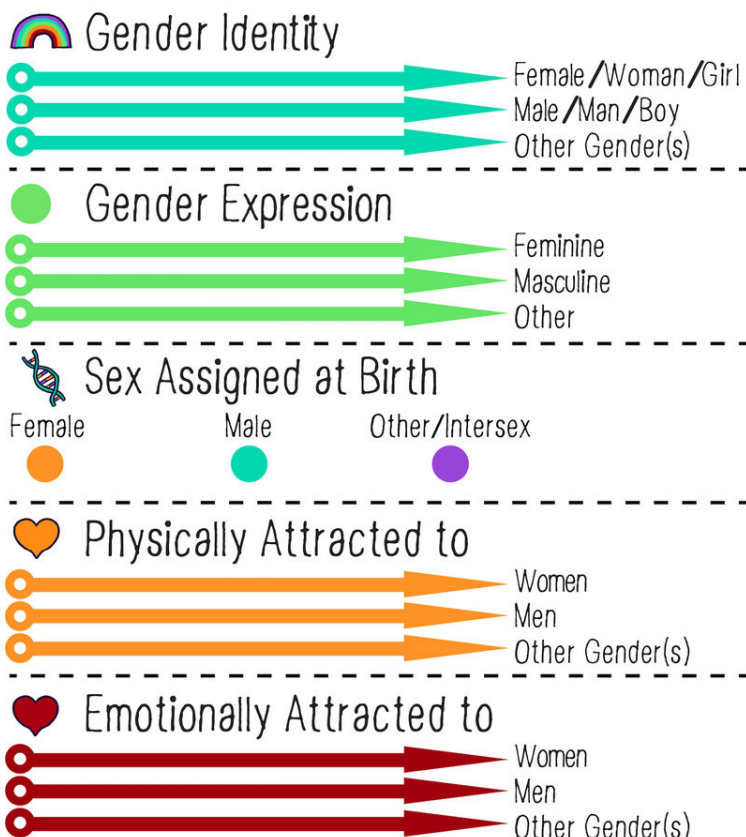 Gender Identity
Female/Woman/Girl
Male/Man/Boy
Other Gender(s)
Gender Expression
Feminine
Masculine
Other
Sex Assigned at Birth
Female Male Other/Intersex
Physically Attracted to
Women
Men
Other Gender(s)
Emotionally Attracted to
Women
Men
Other Gender(s)